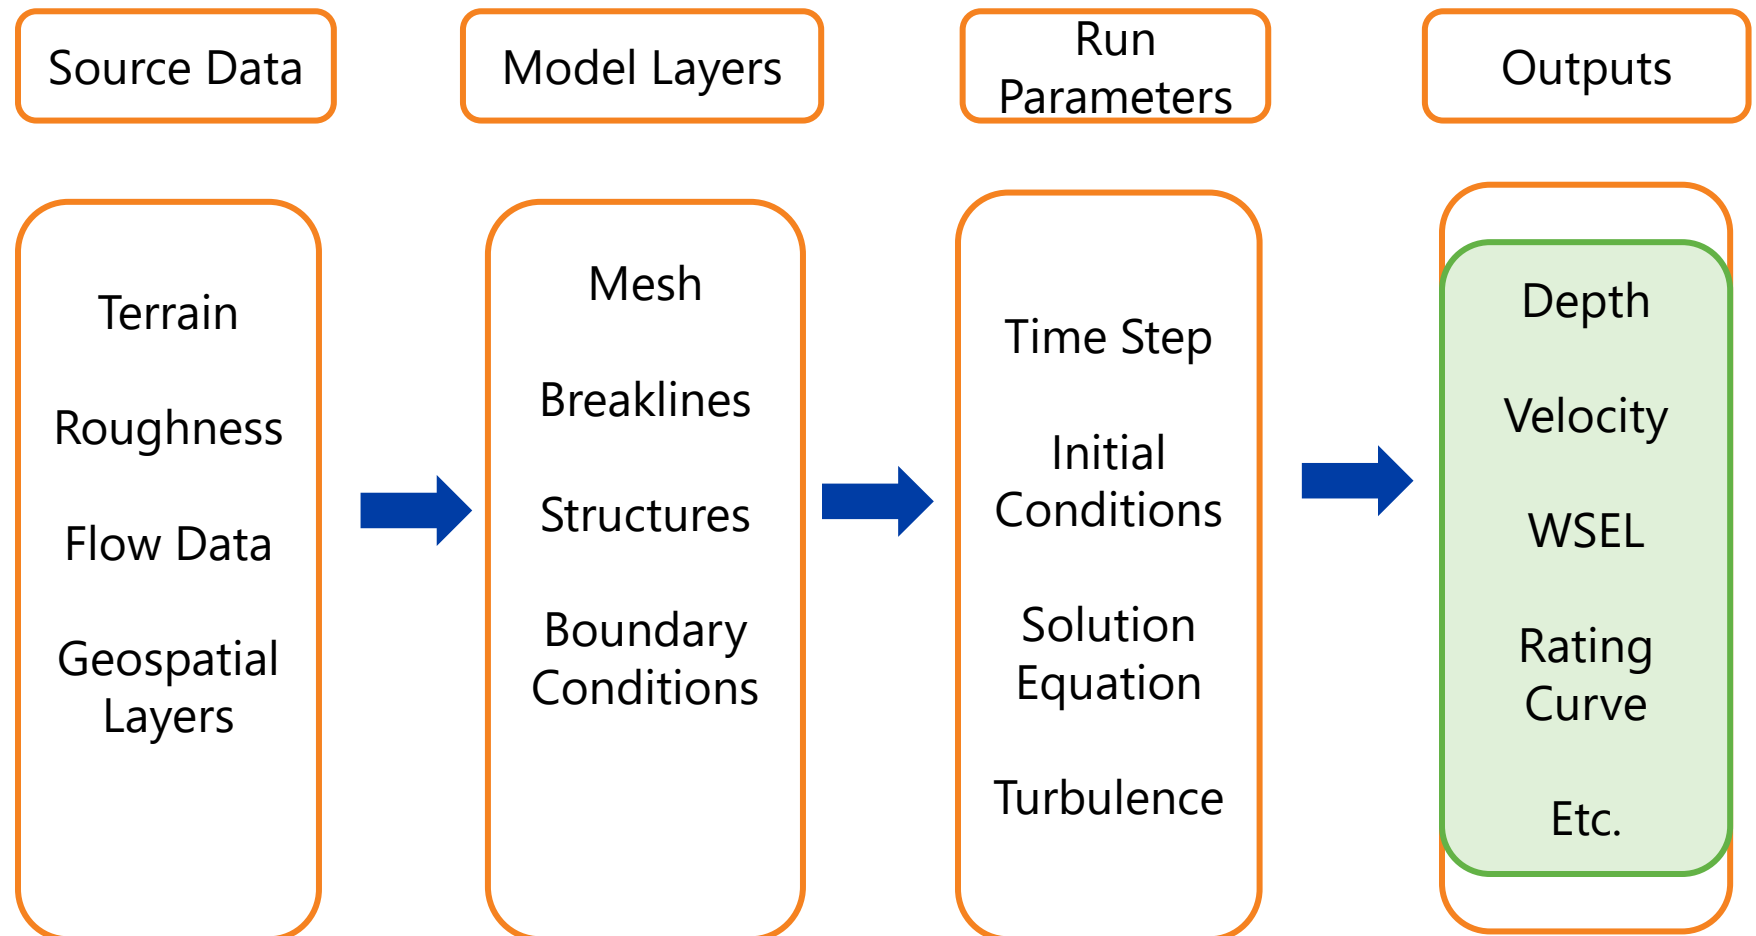 Source Data
Model Layers
Run
Parameters
Outputs
Terrain
Roughness
Flow Data
Geospatial
Layers
Mesh
Breaklines
Structures
Boundary
Conditions
Time Step
Initial
Conditions
Solution
Equation
Turbulence
Depth
Velocity
WSEL
Rating
Curve
Etc.